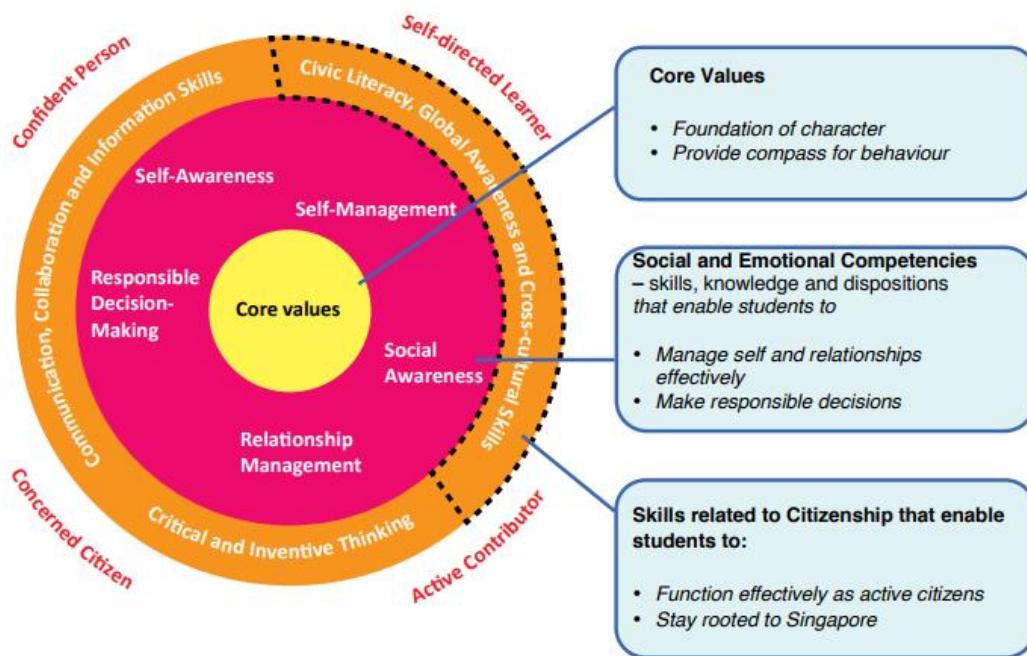 Confident Person
Self-directed Learner
Communication, Collaboration and Information Skills
Civic Literacy, Global Awareness and Cross-cultural Skills
Self-Awareness
Self-Management
Responsible
Decision-
Making
Core values
Social
Awareness
Relationship
Management
Critical and Inventive Thinking
Concerned Citizen
Active Contributor
Core Values
• Foundation of character
• Provide compass for behaviour
Social and Emotional Competencies
– skills, knowledge and dispositions
that enable students to
• Manage self and relationships
effectively
• Make responsible decisions
Skills related to Citizenship that enable
students to:
• Function effectively as active citizens
• Stay rooted to Singapore